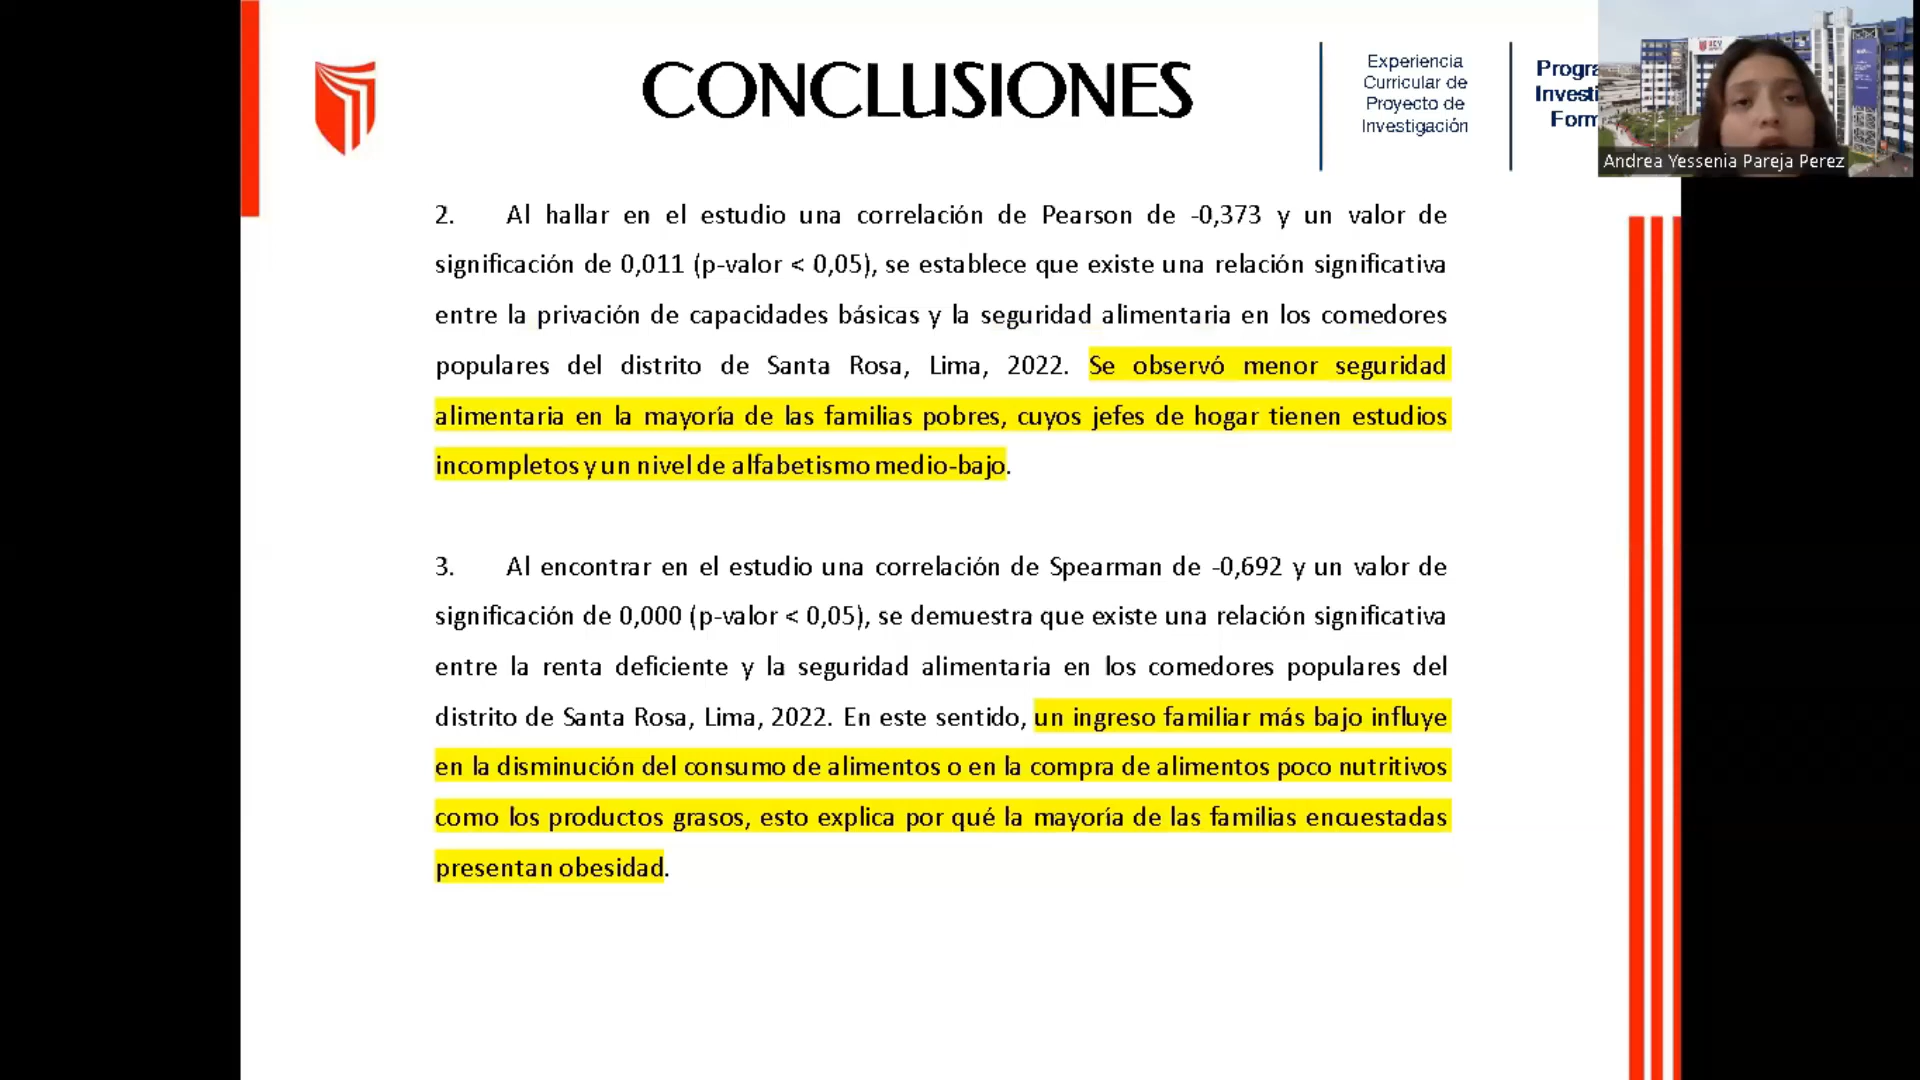 CONCLUSIONES
Experiencia
Curricular de
Proyecto de
Investigación
Andrea Yessenia Pareja Perez
2. Al hallar en el estudio una correlación de Pearson de -0,373 y un valor de
significación de 0,011 (p-valor < 0,05), se establece que existe una relación significativa
entre la privación de capacidades básicas y la seguridad alimentaria en los comedores
populares del distrito de Santa Rosa, Lima, 2022. Se observó menor seguridad
alimentaria en la mayoría de las familias pobres, cuyos jefes de hogar tienen estudios
incompletos y un nivel de alfabetismo medio-bajo.
3. Al encontrar en el estudio una correlación de Spearman de -0,692 y un valor de
significación de 0,000 (p-valor < 0,05), se demuestra que existe una relación significativa
entre la renta deficiente y la seguridad alimentaria en los comedores populares del
distrito de Santa Rosa, Lima, 2022. En este sentido, un ingreso familiar más bajo influye
en la disminución del consumo de alimentos o en la compra de alimentos poco nutritivos
como los productos grasos, esto explica por qué la mayoría de las familias encuestadas
presentan obesidad.